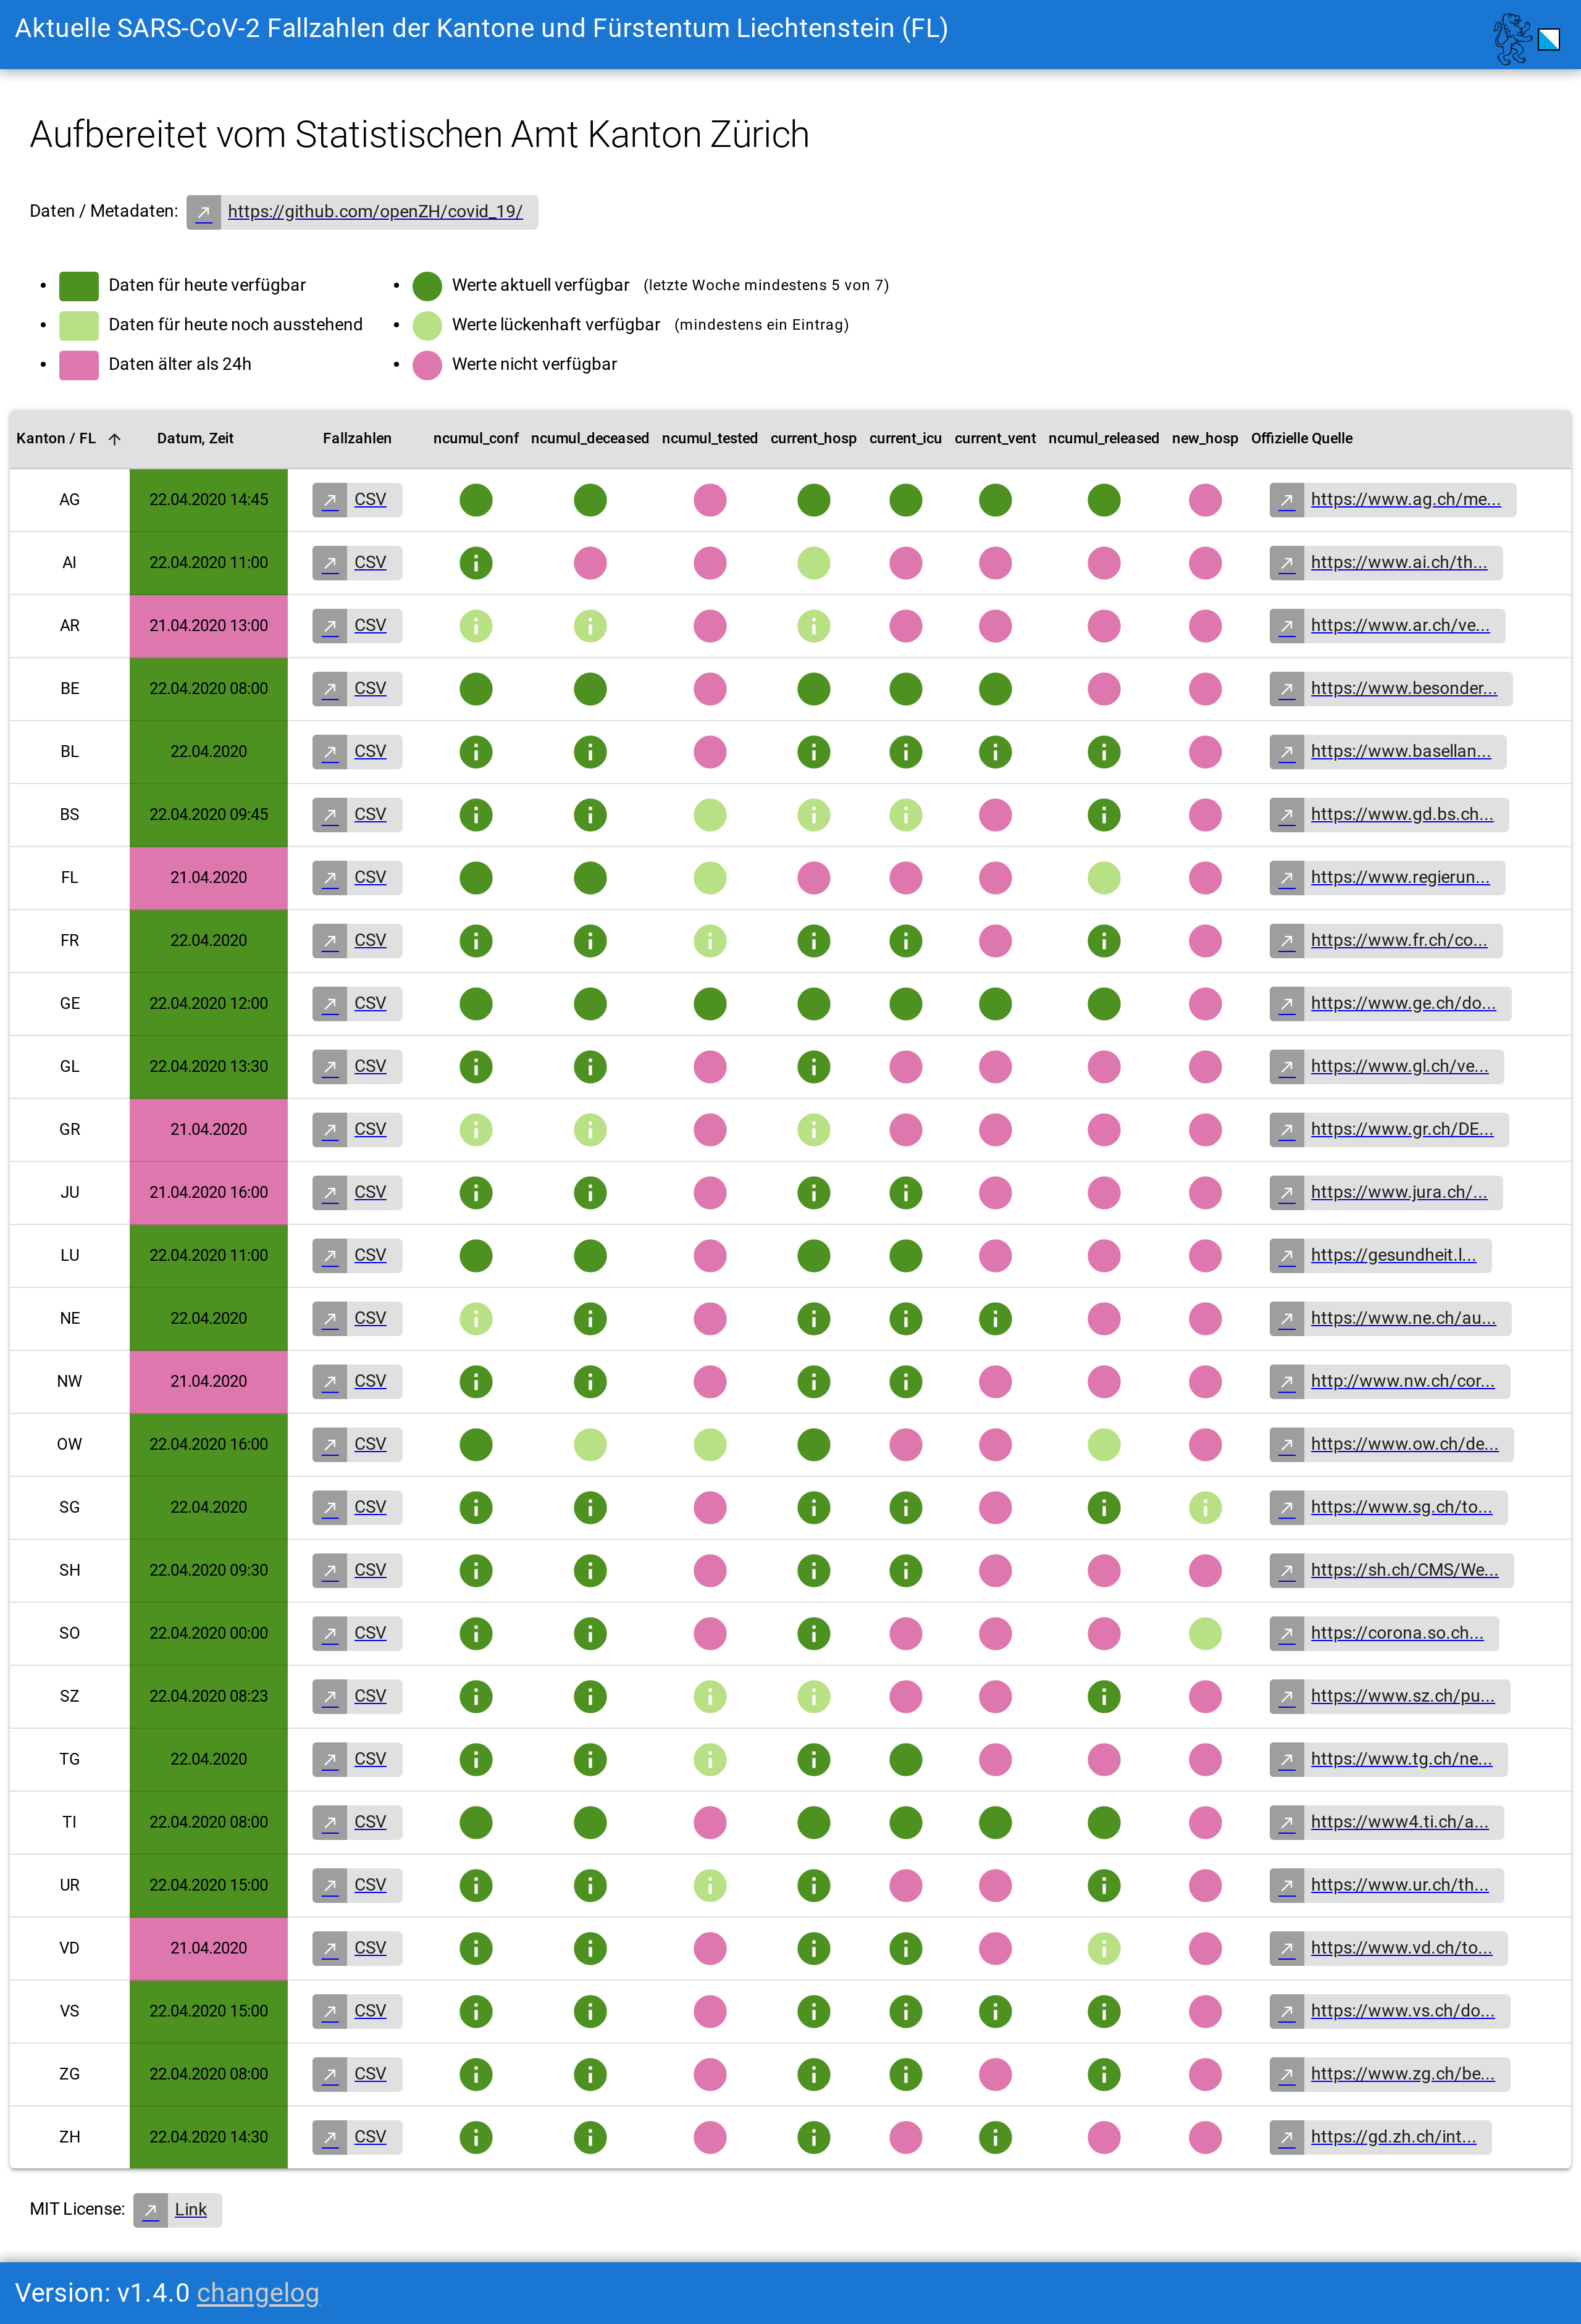 Aktuelle SARS-CoV-2 Fallzahlen der Kantone und Fürstentum Liechtenstein (FL)
Aufbereitet vom Statistischen Amt Kanton Zürich
Daten / Metadaten: https://github.com/openZH/covid_19/
Daten für heute verfügbar
Daten für heute noch ausstehend
Daten älter als 24h
Werte aktuell verfügbar (letzte Woche mindestens 5 von 7)
Werte lückenhaft verfügbar (mindestens ein Eintrag)
Werte nicht verfügbar
Kanton / FL Datum, Zeit Fallzahlen ncumul_conf ncumul_deceased ncumul_tested current_hosp current_icu current_vent ncumul_released new_hosp Offizielle Quelle
AG 22.04.2020 14:45 CSV https://www.ag.ch/me...
AI 22.04.2020 11:00 CSV https://www.ai.ch/th...
AR 21.04.2020 13:00 CSV https://www.ar.ch/ve...
BE 22.04.2020 08:00 CSV https://www.besonder...
BL 22.04.2020 CSV https://www.basellan...
BS 22.04.2020 09:45 CSV https://www.gd.bs.ch...
FL 21.04.2020 CSV https://www.regierun...
FR 22.04.2020 CSV https://www.fr.ch/co...
GE 22.04.2020 12:00 CSV https://www.ge.ch/do...
GL 22.04.2020 13:30 CSV https://www.gl.ch/ve...
GR 21.04.2020 CSV https://www.gr.ch/DE...
JU 21.04.2020 16:00 CSV https://www.jura.ch/...
LU 22.04.2020 11:00 CSV https://gesundheit.l...
NE 22.04.2020 CSV https://www.ne.ch/au...
NW 21.04.2020 CSV http://www.nw.ch/cor...
OW 22.04.2020 16:00 CSV https://www.ow.ch/de...
SG 22.04.2020 CSV https://www.sg.ch/to...
SH 22.04.2020 09:30 CSV https://sh.ch/CMS/We...
SO 22.04.2020 00:00 CSV https://corona.so.ch...
SZ 22.04.2020 08:23 CSV https://www.sz.ch/pu...
TG 22.04.2020 CSV https://www.tg.ch/ne...
TI 22.04.2020 08:00 CSV https://www4.ti.ch/a...
UR 22.04.2020 15:00 CSV https://www.ur.ch/th...
VD 21.04.2020 CSV https://www.vd.ch/to...
VS 22.04.2020 15:00 CSV https://www.vs.ch/do...
ZG 22.04.2020 08:00 CSV https://www.zg.ch/be...
ZH 22.04.2020 14:30 CSV https://gd.zh.ch/int...
MIT License: Link
Version: v1.4.0 changelog